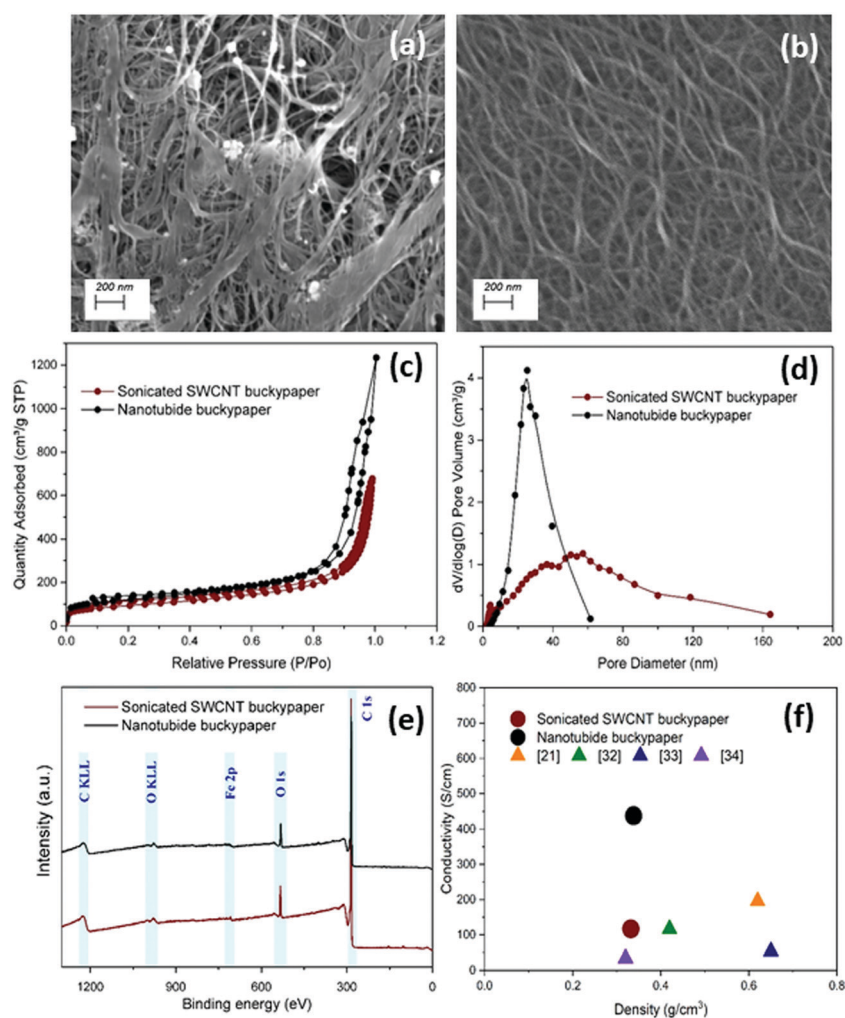 (a)
200 nm
(b)
200 nm
(c)
Sonicated SWCNT buckypaper
Nanotubide buckypaper
Quantity Adsorbed (cm³/g STP)
1200
1000
800
600
400
200
0
0.0 0.2 0.4 0.6 0.8 1.0 1.2
Relative Pressure (P/Po)
(d)
Sonicated SWCNT buckypaper
Nanotubide buckypaper
dV/dlog(D) Pore Volume (cm³/g)
4
3
2
1
0
0 40 80 120 160 200
Pore Diameter (nm)
(e)
Sonicated SWCNT buckypaper
Nanotubide buckypaper
Intensity (a.u.)
C KLL
O KLL
Fe 2p
O 1s
C 1s
1200 900 600 300 0
Binding energy (eV)
(f)
Sonicated SWCNT buckypaper
Nanotubide buckypaper
[21] [32] [33] [34]
Conductivity (S/cm)
800
700
600
500
400
300
200
100
0
0.0 0.2 0.4 0.6 0.8
Density (g/cm³)